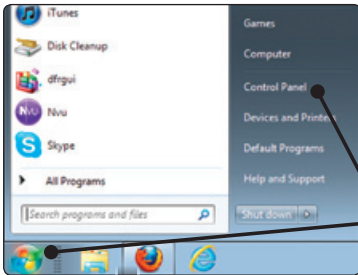 iTunes
Disk Cleanup
dfrgui
Nvu
Nvu
Skype
All Programs
Search programs and files
Games
Computer
Control Panel
Devices and Printers
Default Programs
Help and Support
Shut down